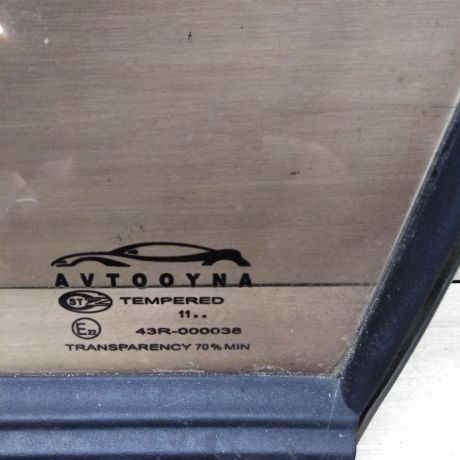 AVTOOYNA
ST TEMPERED
11..
E22 43R-000038
TRANSPARENCY 70% MIN